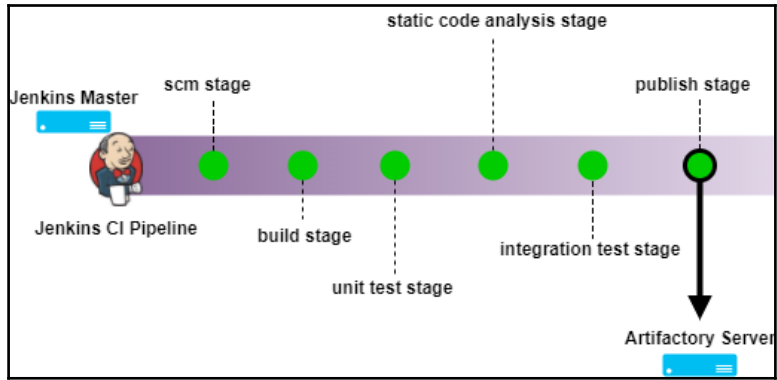 static code analysis stage
scm stage
publish stage
Jenkins Master
Jenkins CI Pipeline
build stage
integration test stage
unit test stage
Artifactory Server